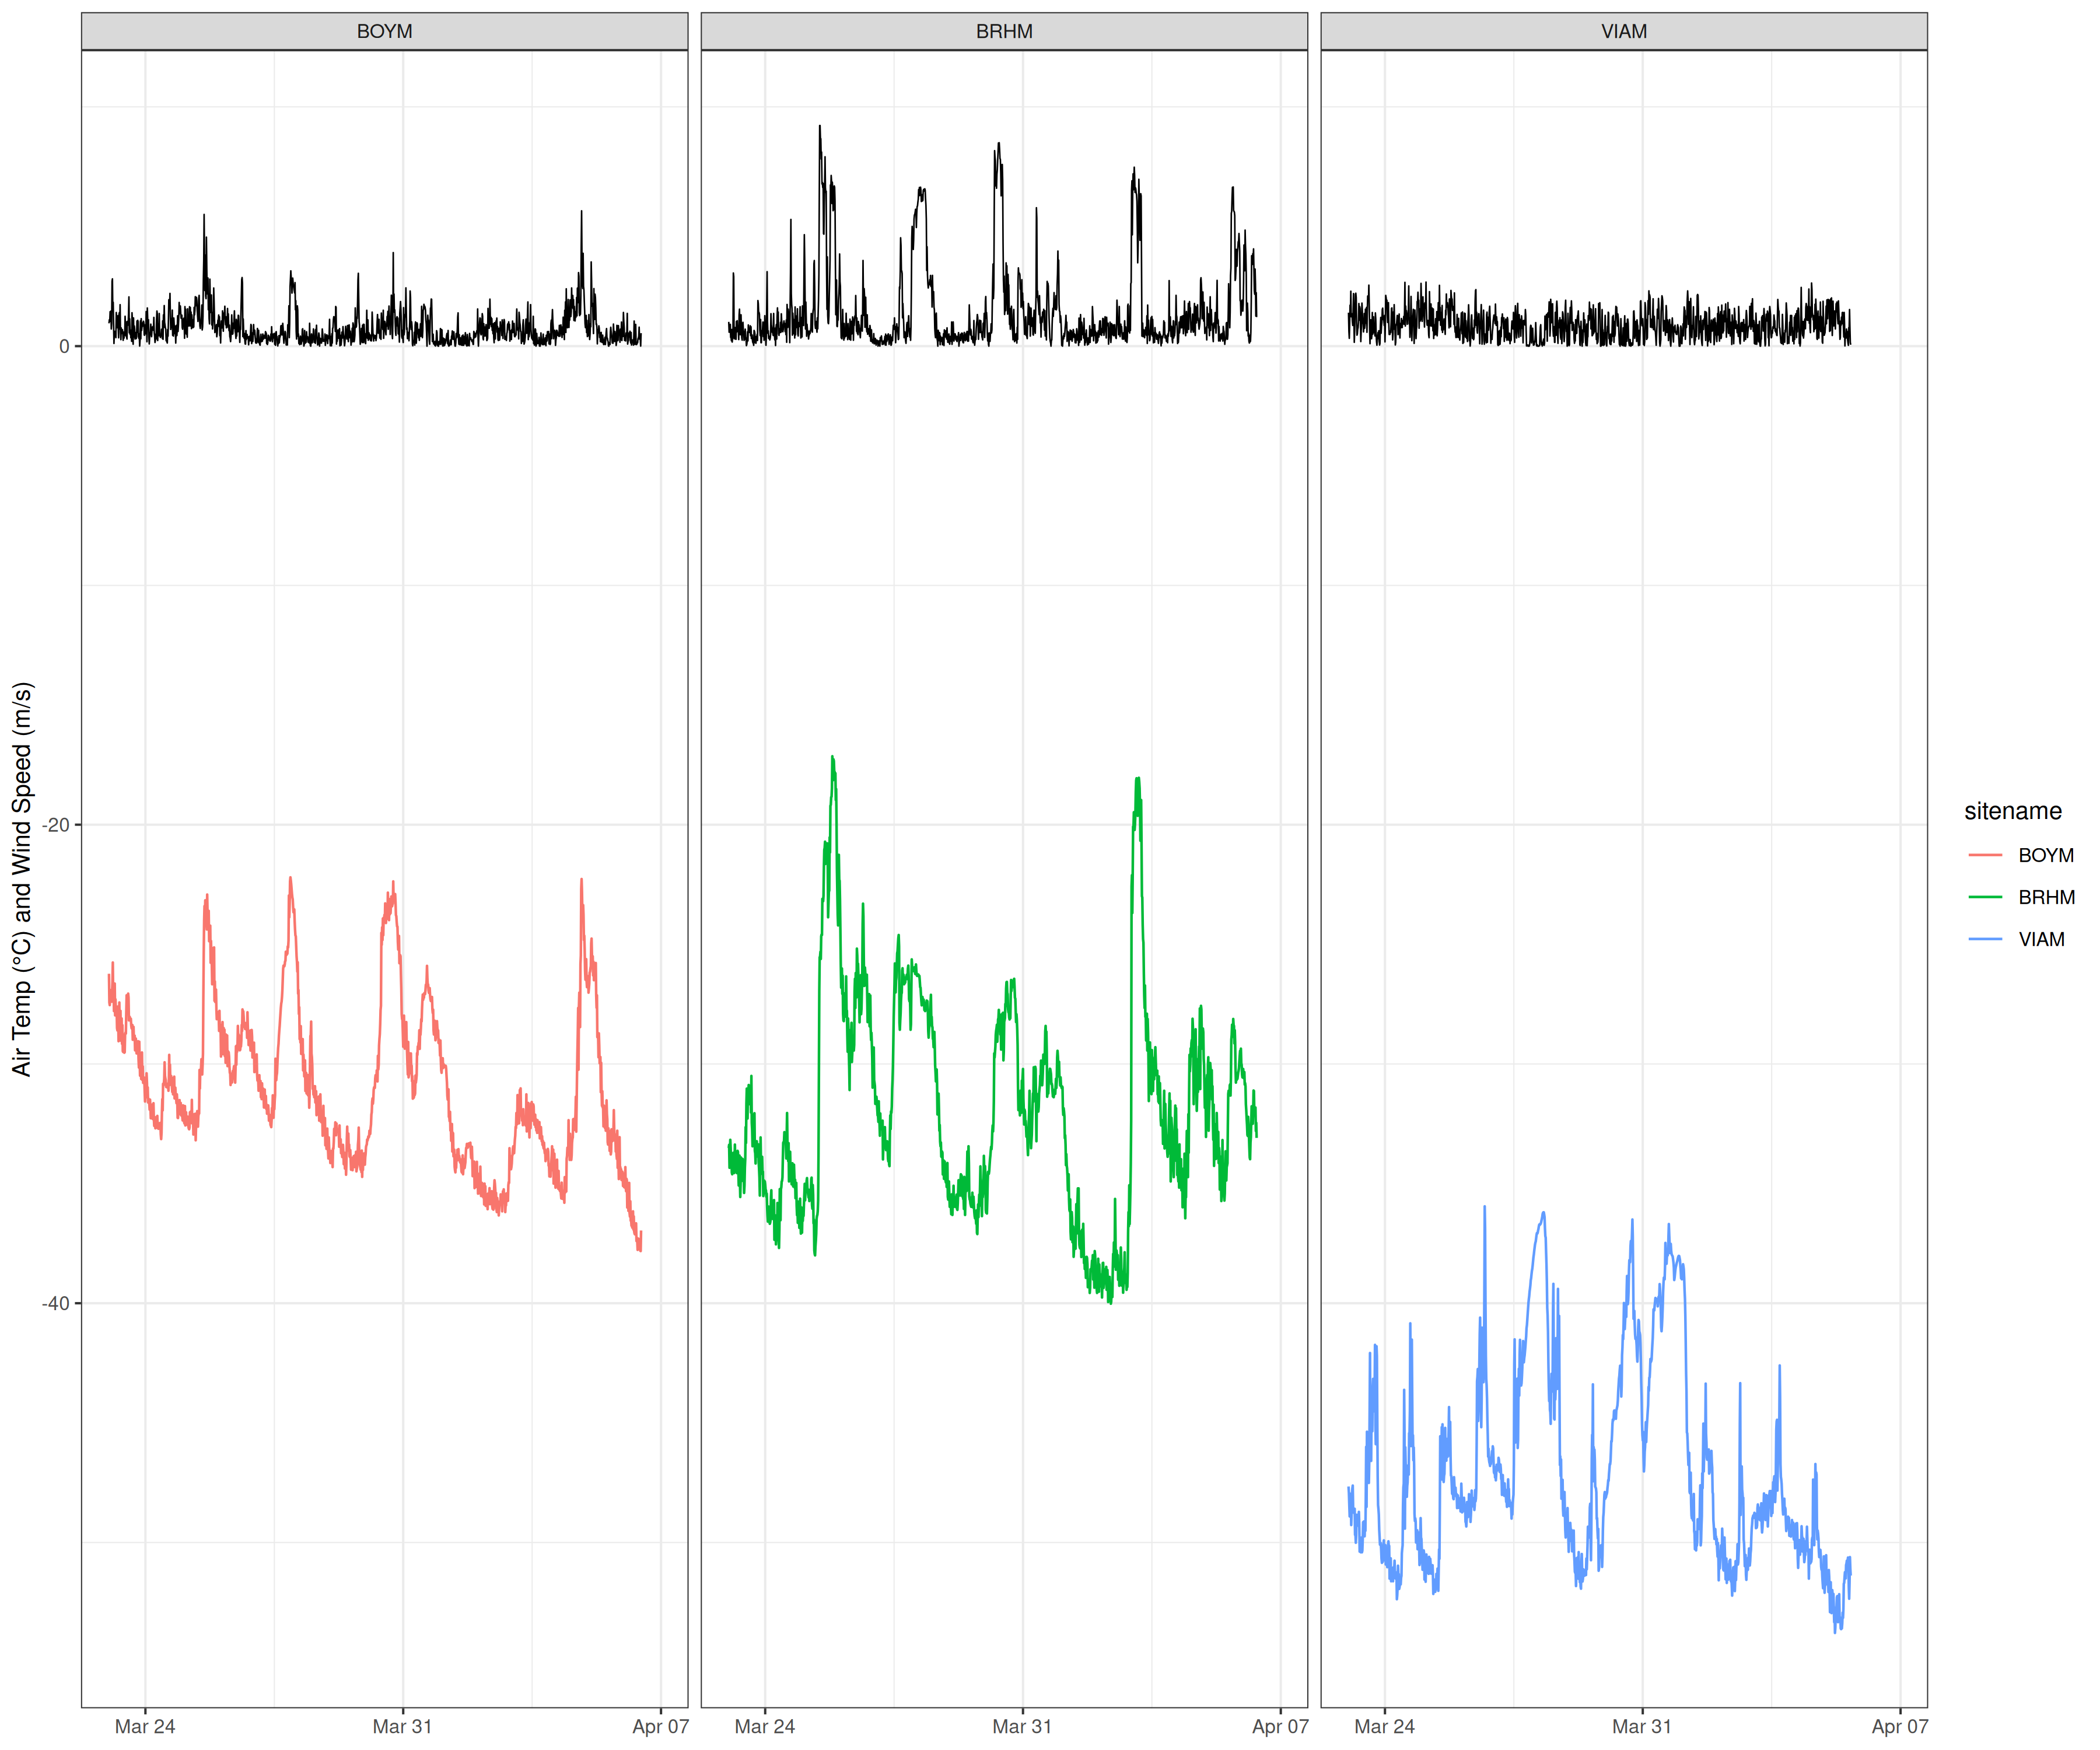 BOYM
BRHM
VIAM
0
-20
-40
Air Temp (°C) and Wind Speed (m/s)
Mar 24
Mar 31
Apr 07
Mar 24
Mar 31
Apr 07
Mar 24
Mar 31
Apr 07
sitename
BOYM
BRHM
VIAM